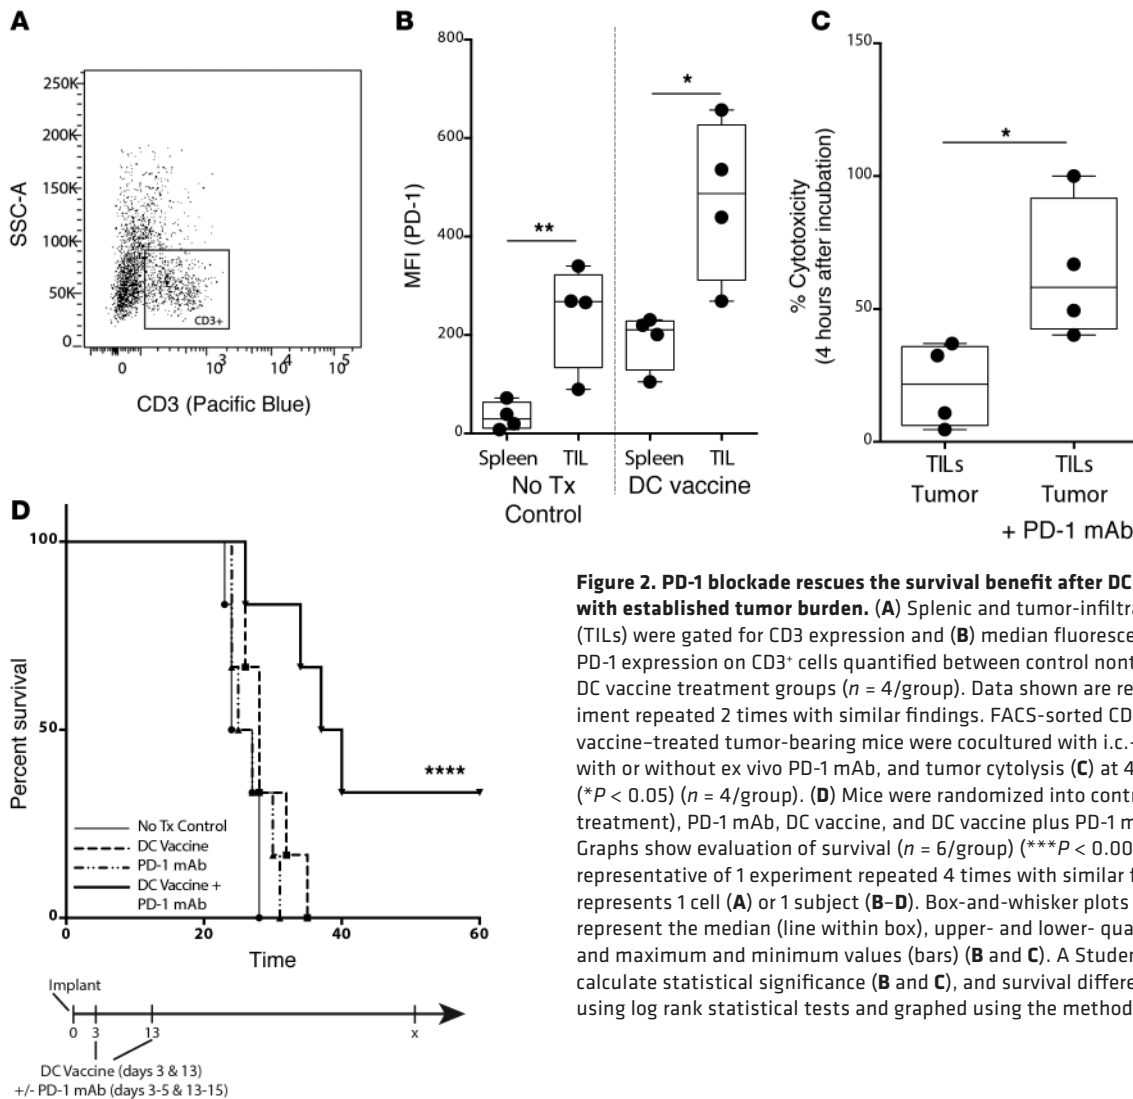 A
SSC-A
250K
200K
150K
100K
50K
0
CD3+
0
10^3
10^4
10^5
CD3 (Pacific Blue)
B
MFI (PD-1)
800
600
400
200
0
**
*
Spleen TIL Spleen TIL
No Tx DC vaccine
Control
C
% Cytotoxicity
(4 hours after incubation)
150
100
50
0
*
TILs TILs
Tumor Tumor
+ PD-1 mAb
D
Percent survival
100
50
0
****
No Tx Control
DC Vaccine
PD-1 mAb
DC Vaccine +
PD-1 mAb
0 20 40 60
Time
Implant
0 3 13 x
DC Vaccine (days 3 & 13)
+/- PD-1 mAb (days 3-5 & 13-15)
Figure 2. PD-1 blockade rescues the survival benefit after DC
with established tumor burden. (A) Splenic and tumor-infiltra
(TILs) were gated for CD3 expression and (B) median fluoresce
PD-1 expression on CD3+ cells quantified between control nont
DC vaccine treatment groups (n = 4/group). Data shown are re
iment repeated 2 times with similar findings. FACS-sorted CD
vaccine–treated tumor-bearing mice were cocultured with i.c.-
with or without ex vivo PD-1 mAb, and tumor cytolysis (C) at 4
(*P < 0.05) (n = 4/group). (D) Mice were randomized into contr
treatment), PD-1 mAb, DC vaccine, and DC vaccine plus PD-1 m
Graphs show evaluation of survival (n = 6/group) (***P < 0.00
representative of 1 experiment repeated 4 times with similar f
represents 1 cell (A) or 1 subject (B–D). Box-and-whisker plots
represent the median (line within box), upper- and lower- qua
and maximum and minimum values (bars) (B and C). A Studen
calculate statistical significance (B and C), and survival differe
using log rank statistical tests and graphed using the method